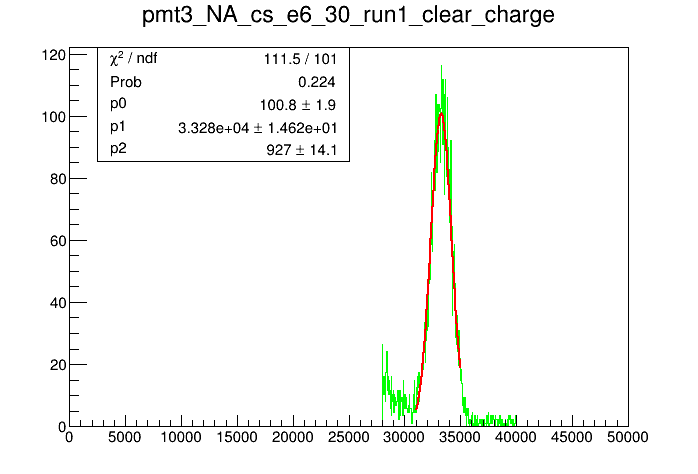 pmt3_NA_cs_e6_30_run1_clear_charge
χ² / ndf 111.5 / 101
Prob 0.224
p0 100.8 ± 1.9
p1 3.328e+04 ± 1.462e+01
p2 927 ± 14.1
120
100
80
60
40
20
0
0 5000 10000 15000 20000 25000 30000 35000 40000 45000 50000